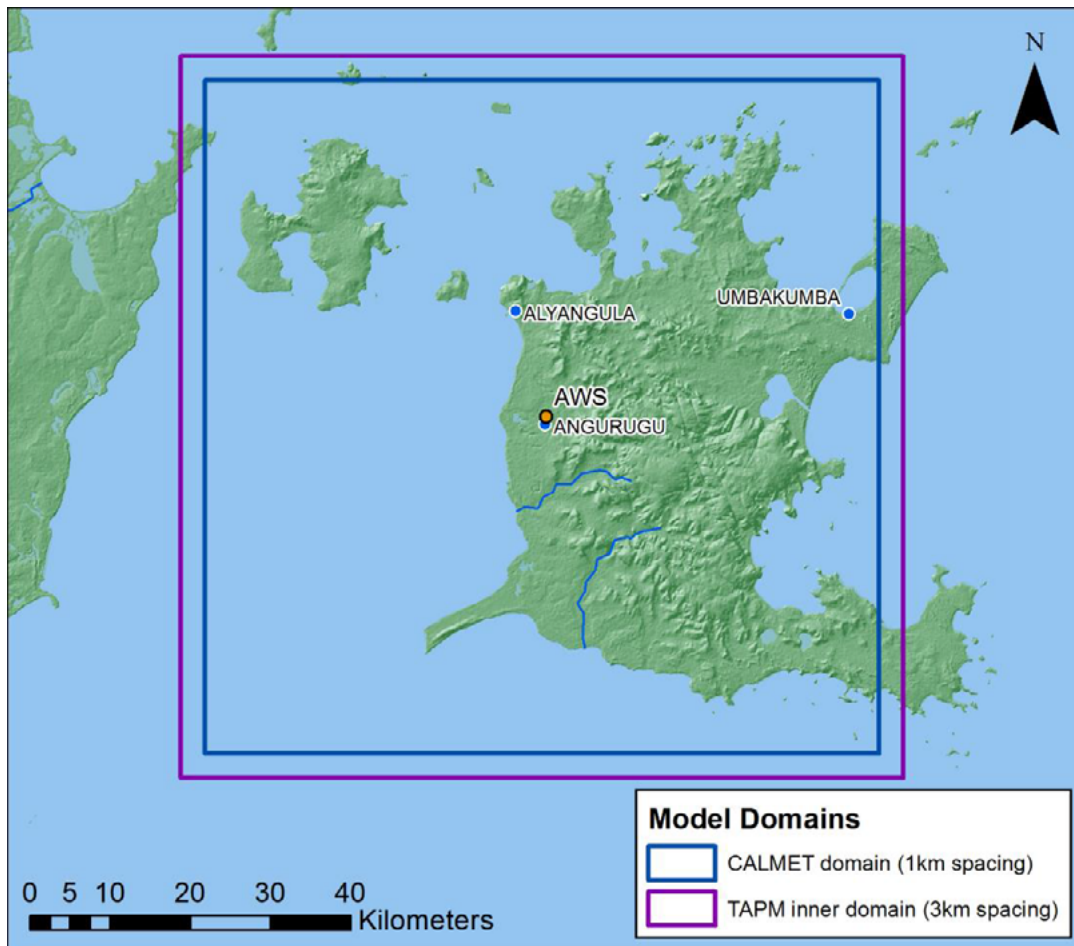 N
UMBAKUMBA
ALYANGULA
AWS
ANGURUGU
Model Domains
CALMET domain (1km spacing)
TAPM inner domain (3km spacing)
0 5 10 20 30 40
Kilometers